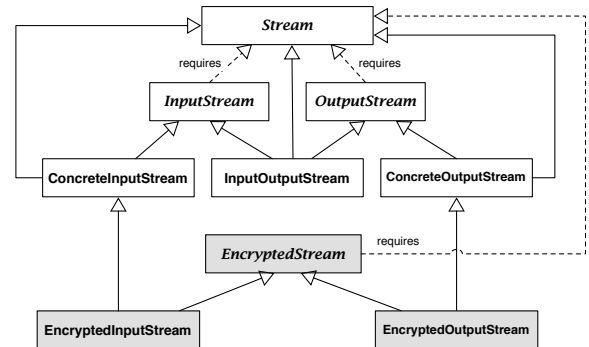 Stream
requires
requires
InputStream
OutputStream
ConcreteInputStream
InputOutputStream
ConcreteOutputStream
requires
EncryptedStream
EncryptedInputStream
EncryptedOutputStream